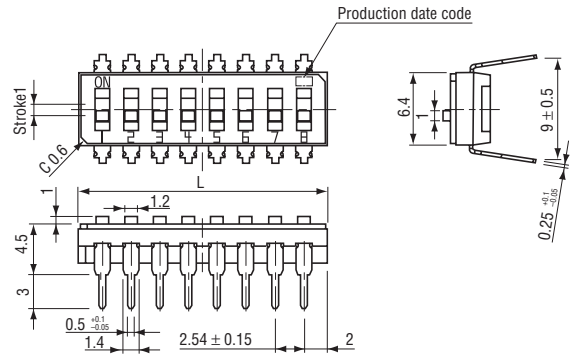 Production date code
ON
1 2 3 4 5 6 7 8
Stroke1
C 0.6
L
6.4
1
9 ± 0.5
0.25 +0.1 -0.05
1
1.2
4.5
3
0.5 +0.1 -0.05
1.4
2.54 ± 0.15
2